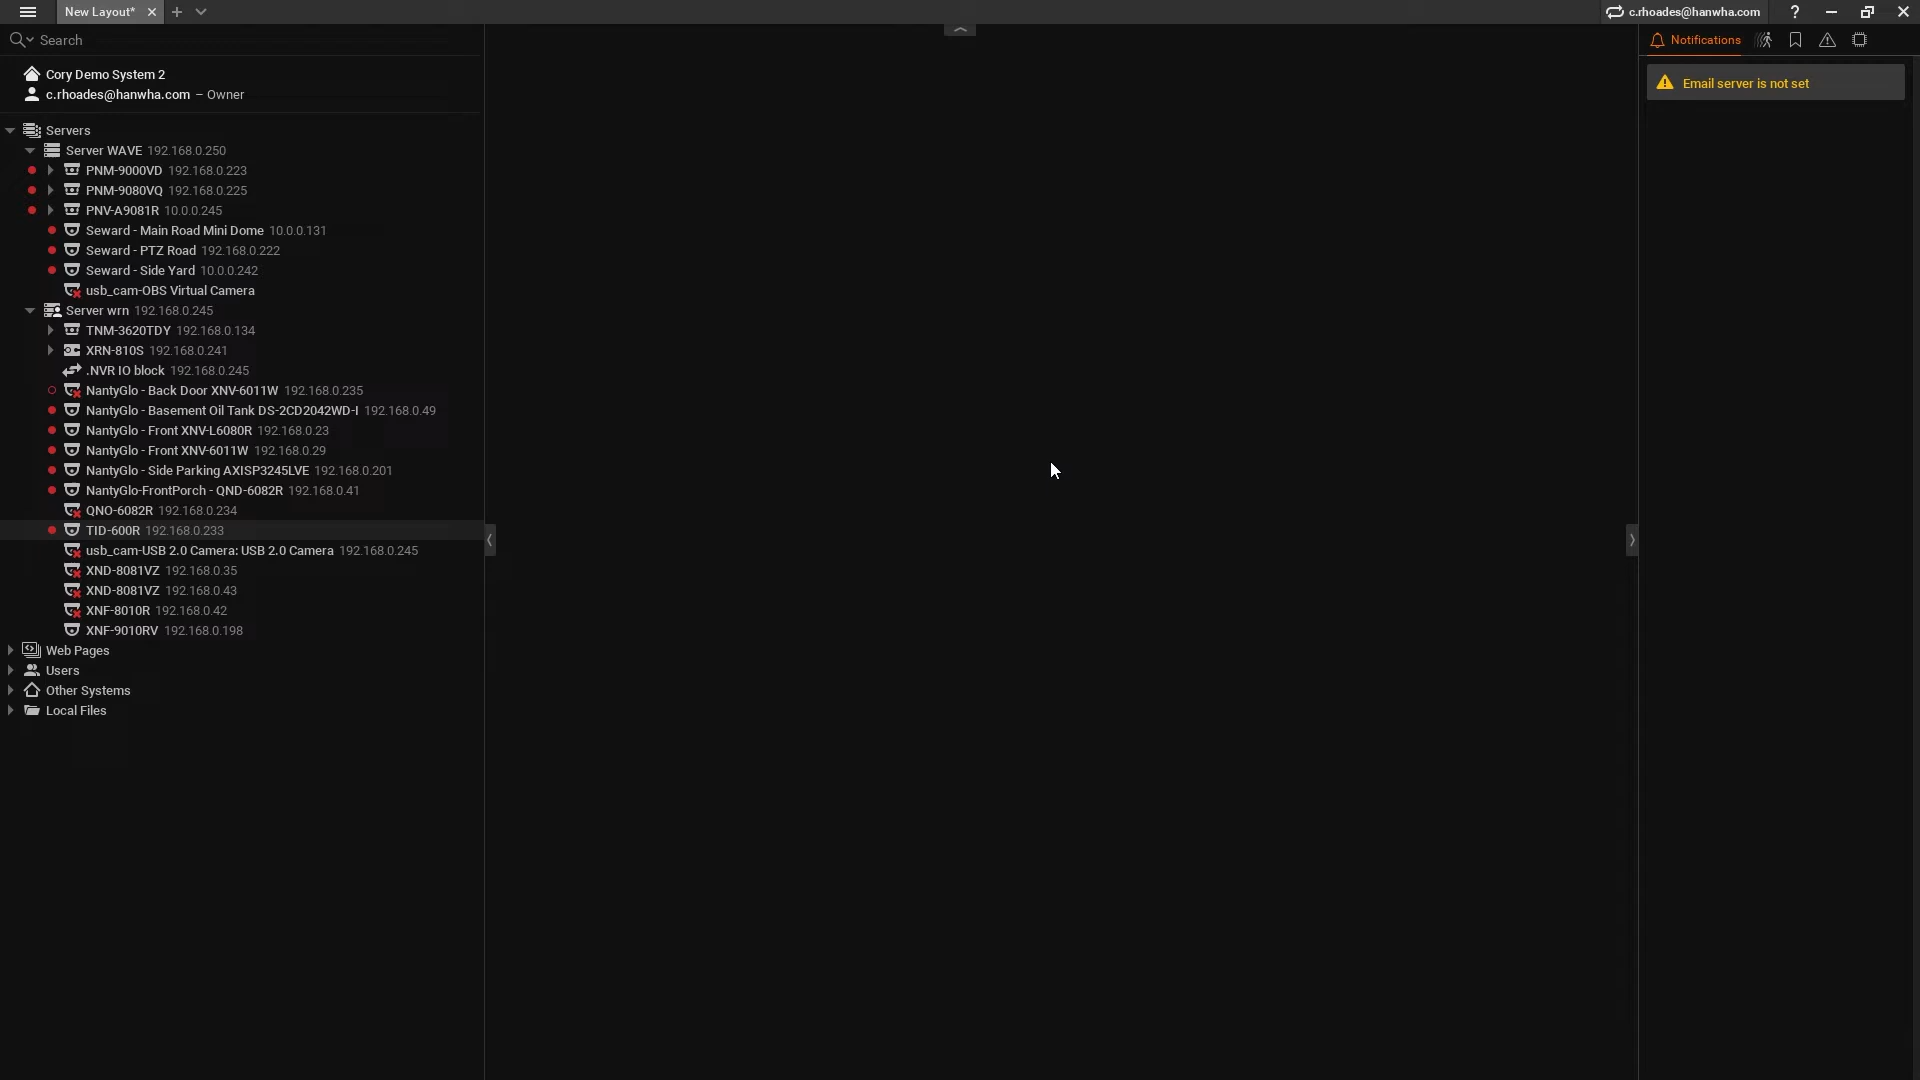 New Layout*
c.rhoades@hanwha.com
?
Search
Notifications
Cory Demo System 2
c.rhoades@hanwha.com – Owner
Email server is not set
Servers
Server WAVE 192.168.0.250
PNM-9000VD 192.168.0.223
PNM-9080VQ 192.168.0.225
PNV-A9081R 10.0.0.245
Seward - Main Road Mini Dome 10.0.0.131
Seward - PTZ Road 192.168.0.222
Seward - Side Yard 10.0.0.242
usb_cam-OBS Virtual Camera
Server wrn 192.168.0.245
TNM-3620TDY 192.168.0.134
XRN-810S 192.168.0.241
.NVR IO block 192.168.0.245
NantyGlo - Back Door XNV-6011W 192.168.0.235
NantyGlo - Basement Oil Tank DS-2CD2042WD-I 192.168.0.49
NantyGlo - Front XNV-L6080R 192.168.0.23
NantyGlo - Front XNV-6011W 192.168.0.29
NantyGlo - Side Parking AXISP3245LVE 192.168.0.201
NantyGlo-FrontPorch - QND-6082R 192.168.0.41
QNO-6082R 192.168.0.234
TID-600R 192.168.0.233
usb_cam-USB 2.0 Camera: USB 2.0 Camera 192.168.0.245
XND-8081VZ 192.168.0.35
XND-8081VZ 192.168.0.43
XNF-8010R 192.168.0.42
XNF-9010RV 192.168.0.198
Web Pages
Users
Other Systems
Local Files